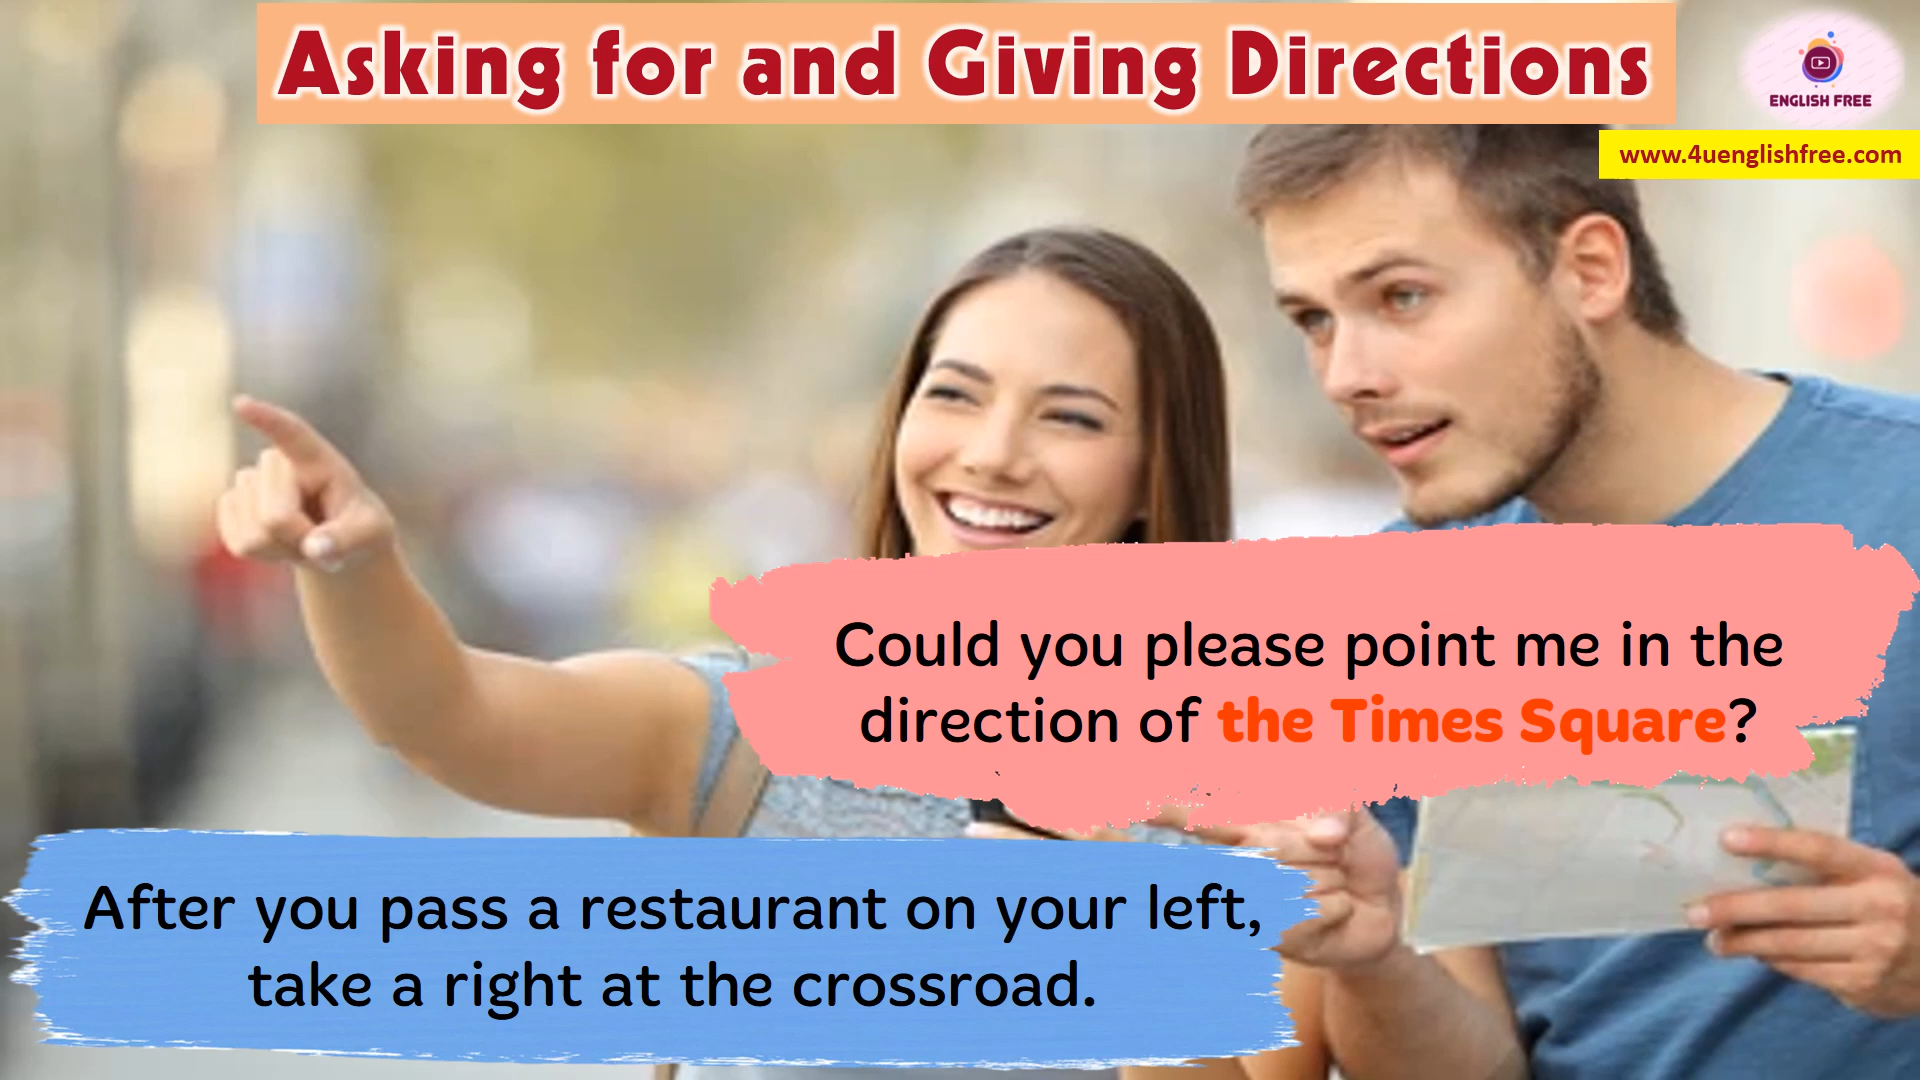 Asking for and Giving Directions
ENGLISH FREE
www.4uenglishfree.com
Could you please point me in the
direction of the Times Square?
After you pass a restaurant on your left,
take a right at the crossroad.